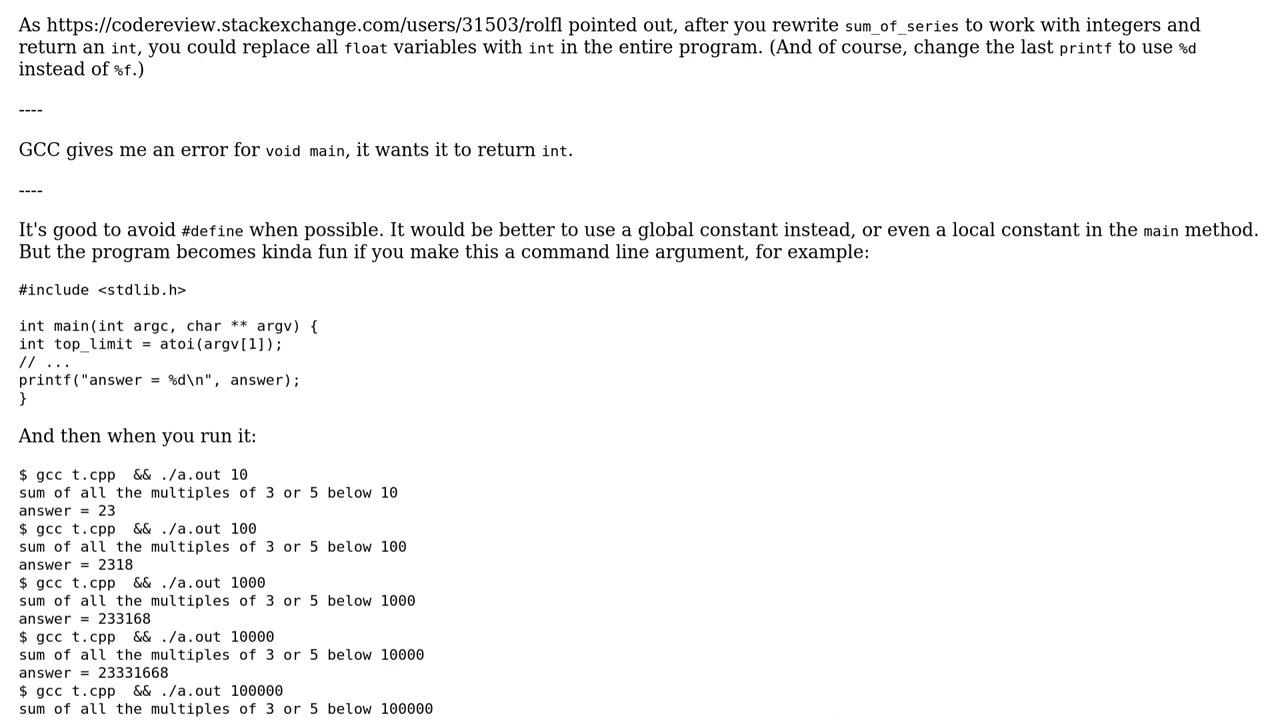 As https://codereview.stackexchange.com/users/31503/rolfl pointed out, after you rewrite sum_of_series to work with integers and
return an int, you could replace all float variables with int in the entire program. (And of course, change the last printf to use %d
instead of %f.)
----
GCC gives me an error for void main, it wants it to return int.
----
It's good to avoid #define when possible. It would be better to use a global constant instead, or even a local constant in the main method.
But the program becomes kinda fun if you make this a command line argument, for example:
#include <stdlib.h>
int main(int argc, char ** argv) {
int top_limit = atoi(argv[1]);
// ...
printf("answer = %d\n", answer);
}
And then when you run it:
$ gcc t.cpp  && ./a.out 10
sum of all the multiples of 3 or 5 below 10
answer = 23
$ gcc t.cpp  && ./a.out 100
sum of all the multiples of 3 or 5 below 100
answer = 2318
$ gcc t.cpp  && ./a.out 1000
sum of all the multiples of 3 or 5 below 1000
answer = 233168
$ gcc t.cpp  && ./a.out 10000
sum of all the multiples of 3 or 5 below 10000
answer = 23331668
$ gcc t.cpp  && ./a.out 100000
sum of all the multiples of 3 or 5 below 100000